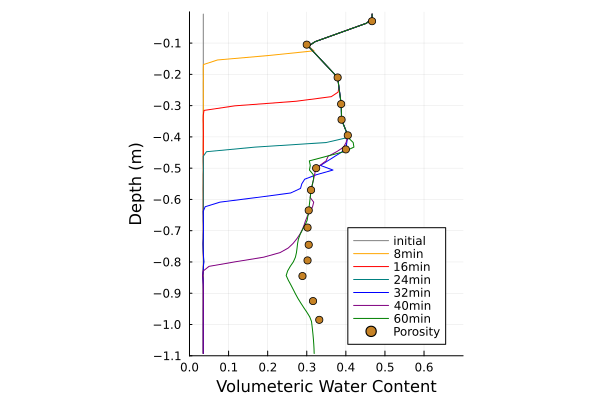 −0.1
−0.2
−0.3
−0.4
−0.5
−0.6
−0.7
−0.8
−0.9
−1.0
−1.1
Depth (m)
initial
8min
16min
24min
32min
40min
60min
Porosity
0.0 0.1 0.2 0.3 0.4 0.5 0.6
Volumeteric Water Content